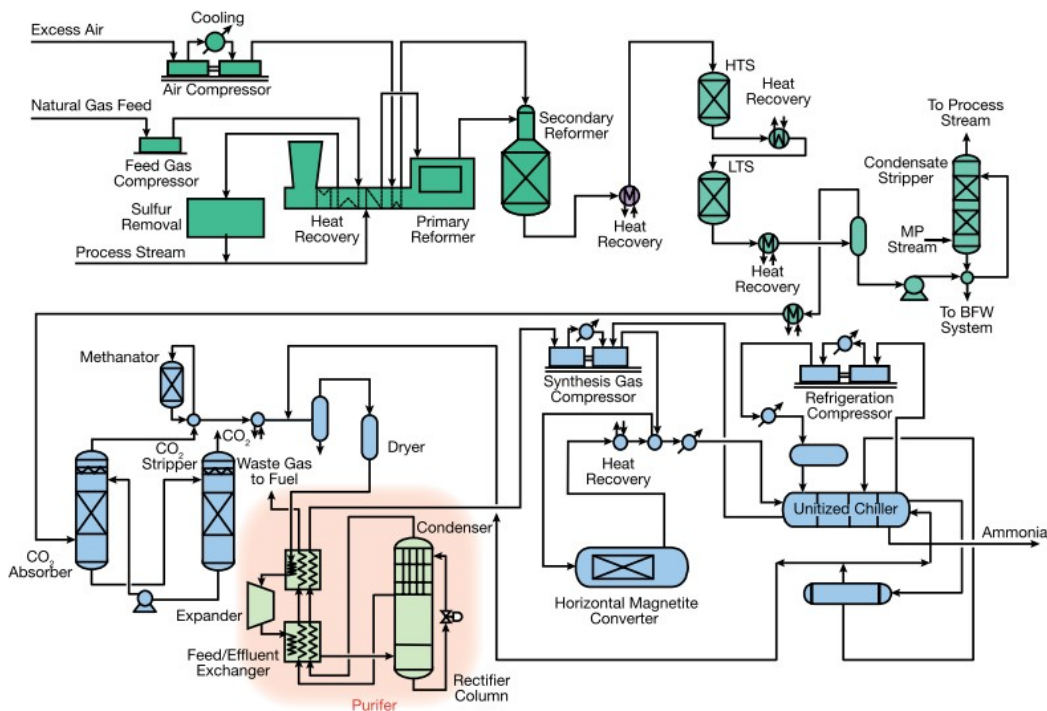 Excess Air
Cooling
Air Compressor
Natural Gas Feed
Feed Gas
Compressor
Sulfur
Removal
Process Stream
Heat
Recovery
Primary
Reformer
Secondary
Reformer
Heat
Recovery
HTS
Heat
Recovery
LTS
Heat
Recovery
To Process
Stream
Condensate
Stripper
MP
Stream
To BFW
System
Methanator
CO2
CO2
Stripper
CO2
Absorber
Waste Gas
to Fuel
Dryer
Synthesis Gas
Compressor
Refrigeration
Compressor
Heat
Recovery
Unitized Chiller
Ammonia
Horizontal Magnetite
Converter
Condenser
Expander
Feed/Effluent
Exchanger
Rectifier
Column
Purifer